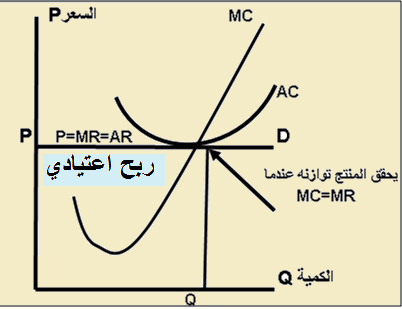 السعر P
MC
AC
P
P=MR=AR
D
ربح اعتيادي
يحقق المنتج توازنه عندما
MC=MR
الكمية Q
Q